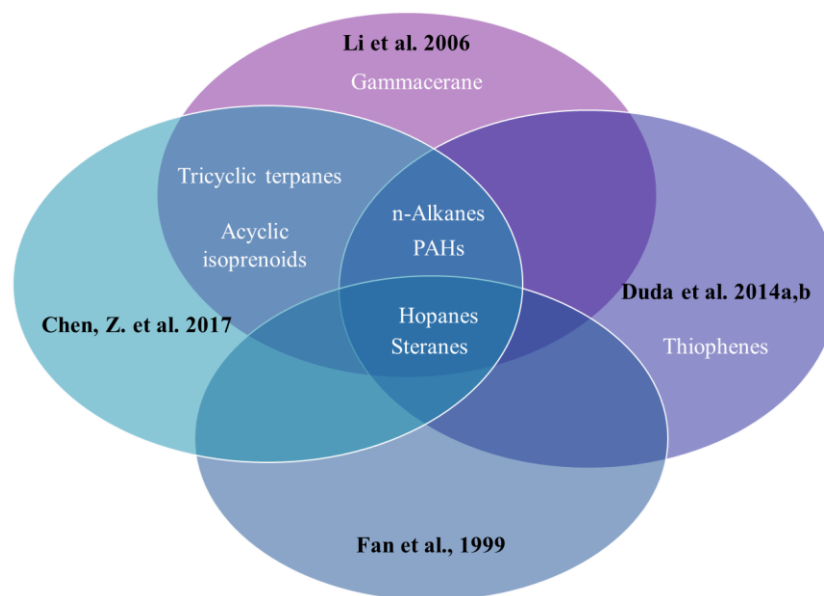 Li et al. 2006
Gammacerane
Tricyclic terpanes
Acyclic
isoprenoids
n-Alkanes
PAHs
Chen, Z. et al. 2017
Hopanes
Steranes
Duda et al. 2014a,b
Thiophenes
Fan et al., 1999